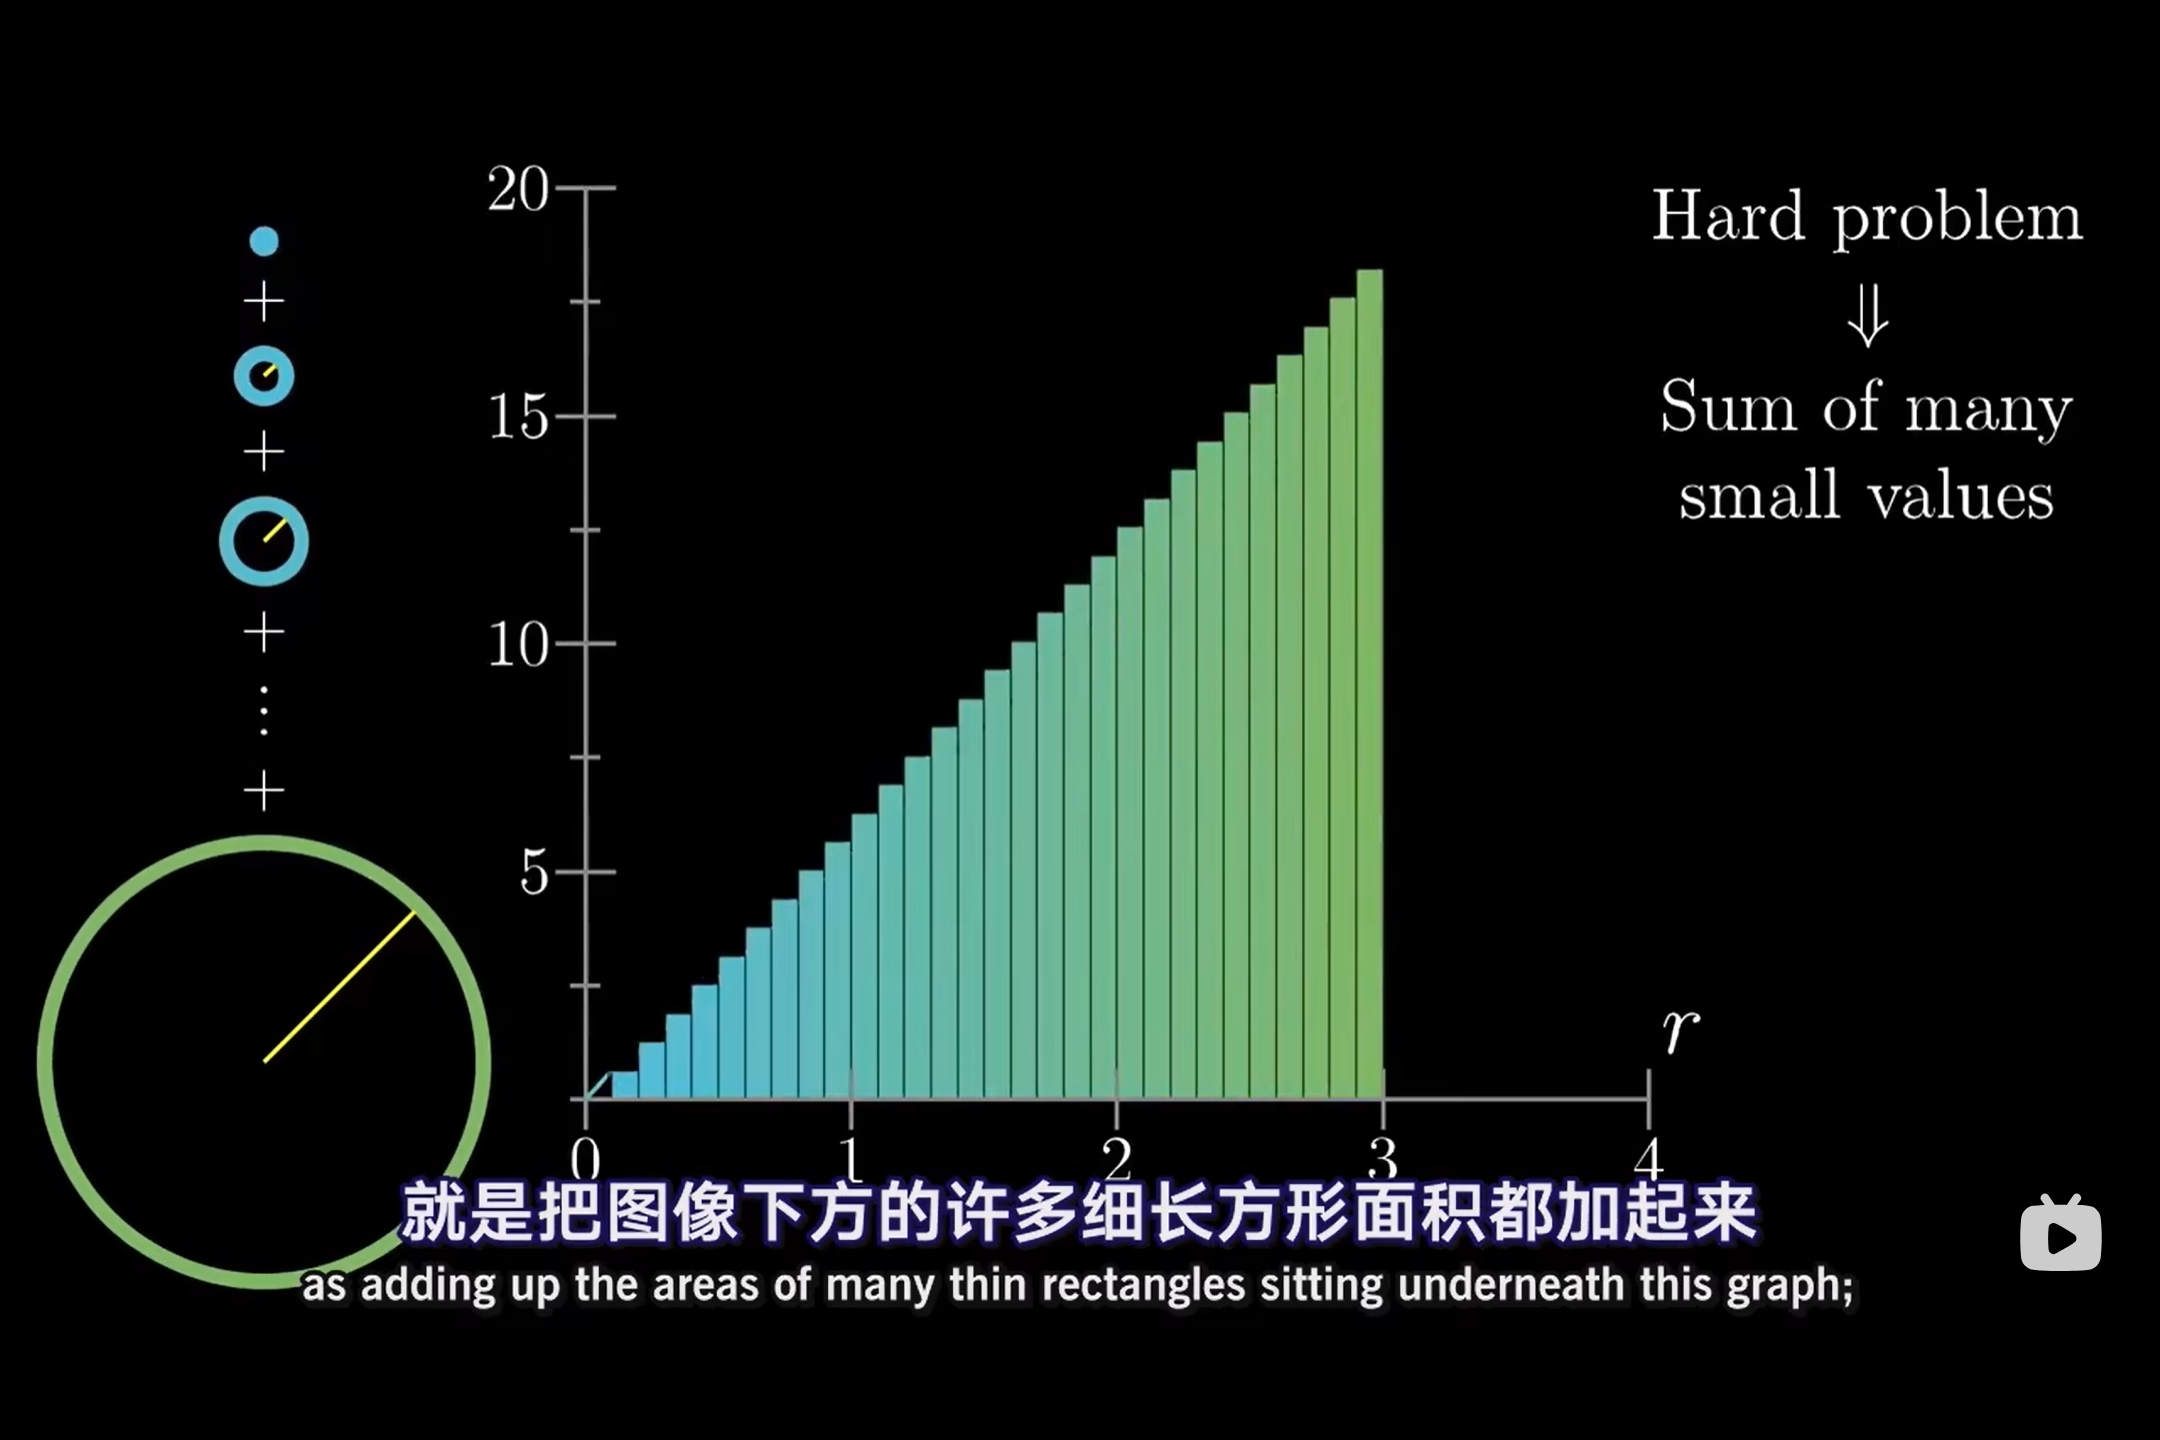 Hard problem
⇓
Sum of many
small values
20
15
10
5
r
0 1 2 3 4
就是把图像下方的许多细长方形面积都加起来
as adding up the areas of many thin rectangles sitting underneath this graph;